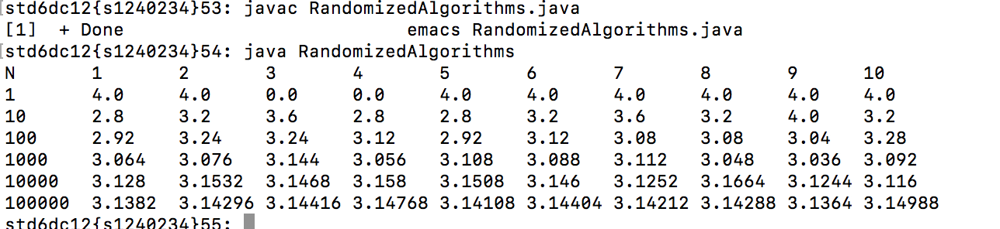 [std6dc12{s1240234}53: javac RandomizedAlgorithms.java
[1]  + Done                          emacs RandomizedAlgorithms.java
[std6dc12{s1240234}54: java RandomizedAlgorithms
N       1       2       3       4       5       6       7       8       9       10
1       4.0     4.0     0.0     0.0     4.0     4.0     4.0     4.0     4.0     4.0
10      2.8     3.2     3.6     2.8     2.8     3.2     3.6     3.2     4.0     3.2
100     2.92    3.24    3.24    3.12    2.92    3.12    3.08    3.08    3.04    3.28
1000    3.064   3.076   3.144   3.056   3.108   3.088   3.112   3.048   3.036   3.092
10000   3.128   3.1532  3.1468  3.158   3.1508  3.146   3.1252  3.1664  3.1244  3.116
100000  3.1382  3.14296 3.14416 3.14768 3.14108 3.14404 3.14212 3.14288 3.1364  3.14988
std6dc12{s1240234}55: